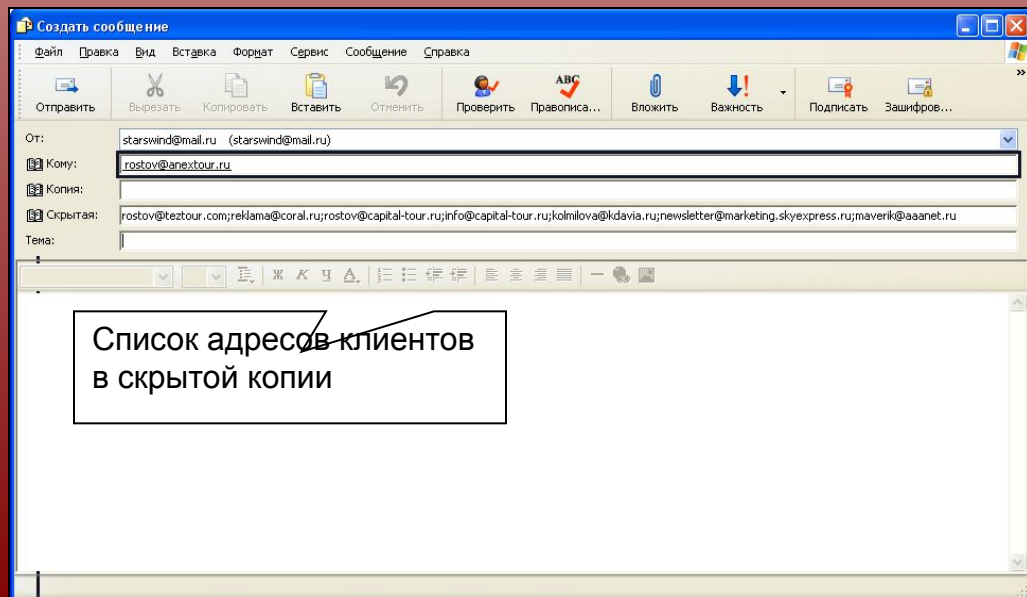 Создать сообщение
Файл Правка Вид Вставка Формат Сервис Сообщение Справка
Отправить Вырезать Копировать Вставить Отменить Проверить Правописа... Вложить Важность Подписать Зашифров...
От: starswind@mail.ru (starswind@mail.ru)
Кому: rostov@anextour.ru
Копия:
Скрытая: rostov@teztour.com;reklama@coral.ru;rostov@capital-tour.ru;info@capital-tour.ru;kolmilova@kdavia.ru;newsletter@marketing.skyexpress.ru;maverik@aaanet.ru
Тема:
Ж К Ч А
Список адресов клиентов
в скрытой копии